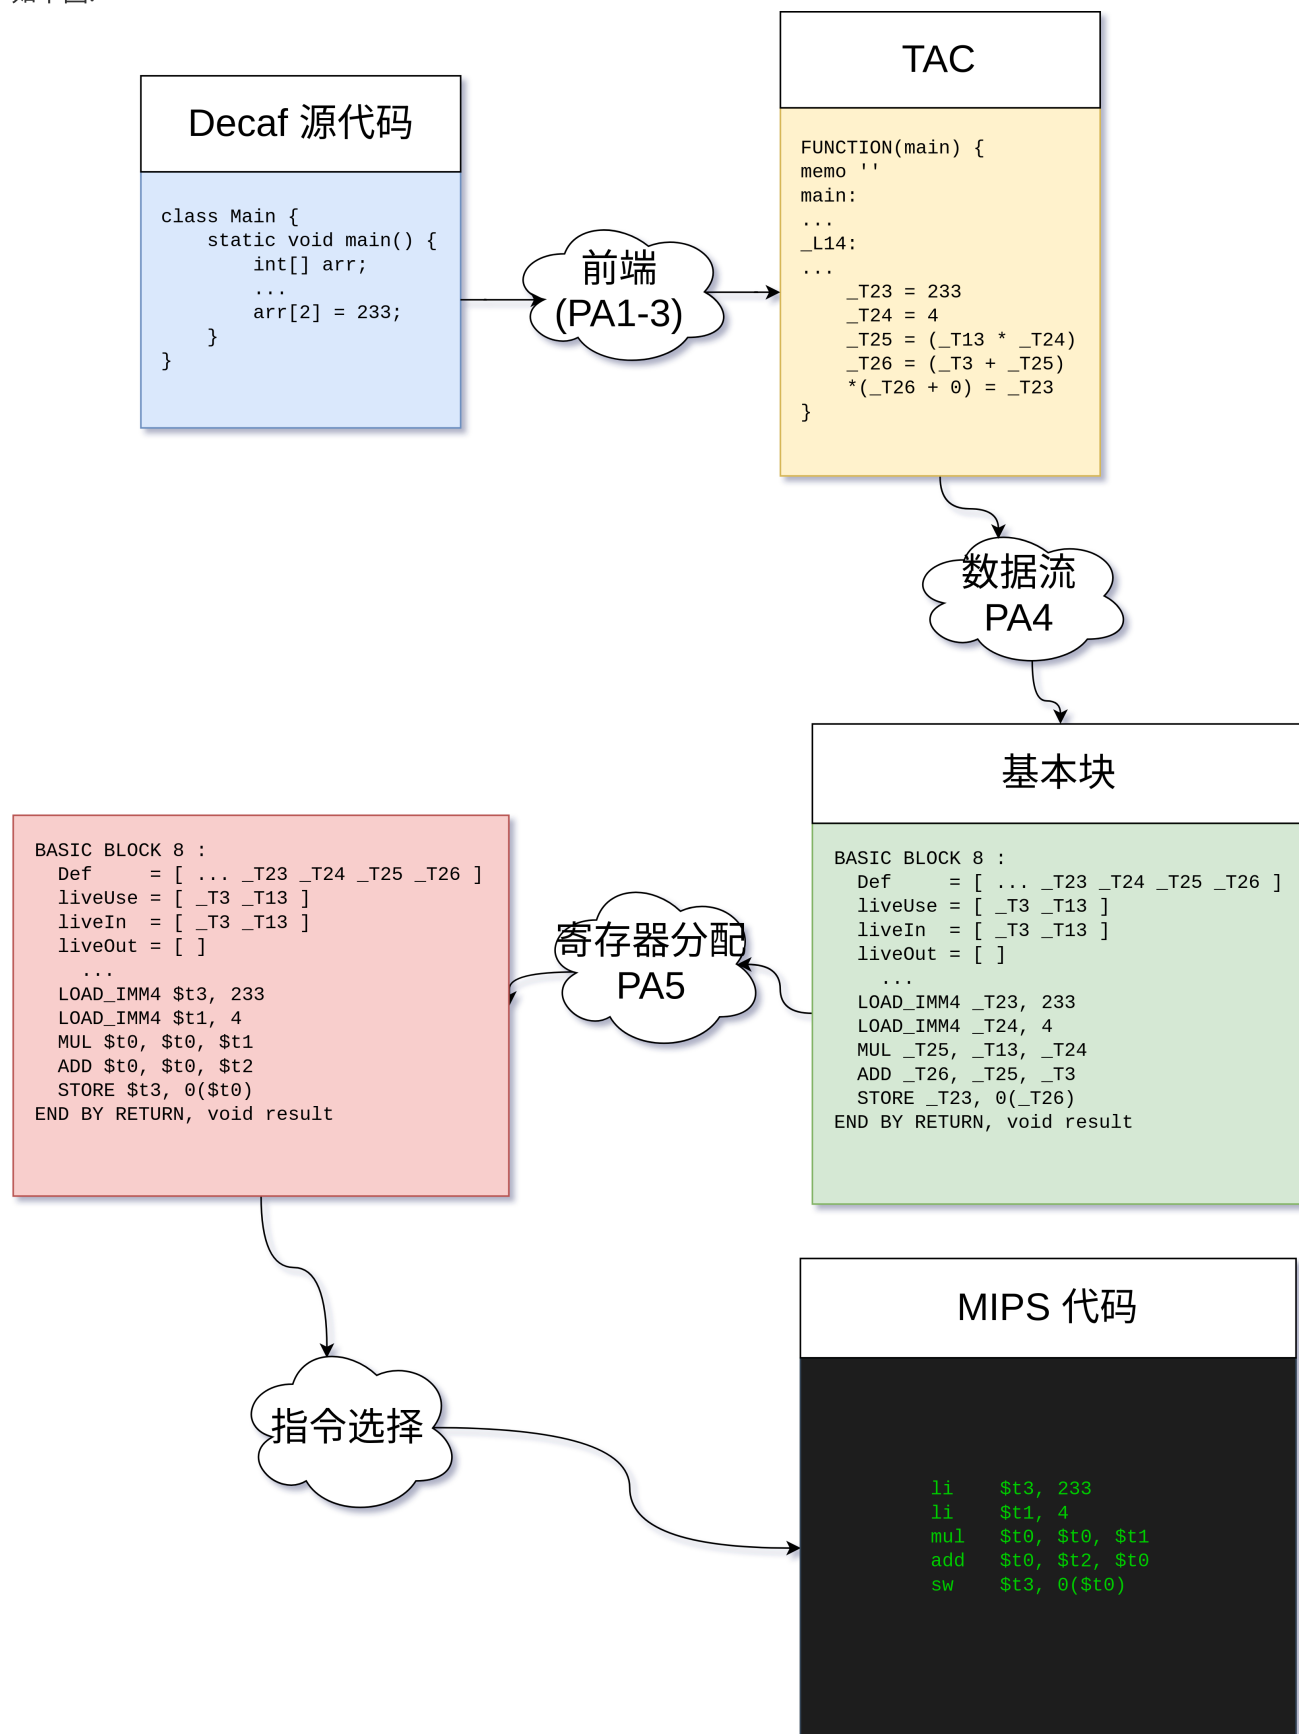 Decaf 源代码
class Main {
    static void main() {
        int[] arr;
        ...
        arr[2] = 233;
    }
}
前端
(PA1-3)
TAC
FUNCTION(main) {
memo ''
main:
...
_L14:
...
    _T23 = 233
    _T24 = 4
    _T25 = (_T13 * _T24)
    _T26 = (_T3 + _T25)
    *(_T26 + 0) = _T23
}
数据流
PA4
基本块
BASIC BLOCK 8 :
  Def     = [ ... _T23 _T24 _T25 _T26 ]
  liveUse = [ _T3 _T13 ]
  liveIn  = [ _T3 _T13 ]
  liveOut = [ ]
    ...
  LOAD_IMM4 _T23, 233
  LOAD_IMM4 _T24, 4
  MUL _T25, _T13, _T24
  ADD _T26, _T25, _T3
  STORE _T23, 0(_T26)
END BY RETURN, void result
寄存器分配
PA5
BASIC BLOCK 8 :
  Def     = [ ... _T23 _T24 _T25 _T26 ]
  liveUse = [ _T3 _T13 ]
  liveIn  = [ _T3 _T13 ]
  liveOut = [ ]
    ...
  LOAD_IMM4 $t3, 233
  LOAD_IMM4 $t1, 4
  MUL $t0, $t0, $t1
  ADD $t0, $t0, $t2
  STORE $t3, 0($t0)
END BY RETURN, void result
指令选择
MIPS 代码
li    $t3, 233
li    $t1, 4
mul   $t0, $t0, $t1
add   $t0, $t2, $t0
sw    $t3, 0($t0)